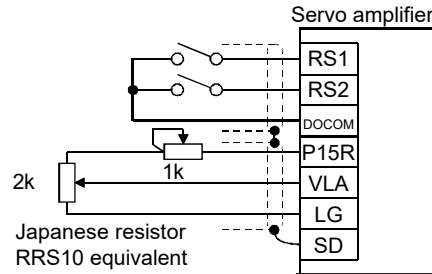 Servo amplifier
RS1
RS2
DOCOM
P15R
1k
2k
VLA
LG
Japanese resistor
RRS10 equivalent
SD